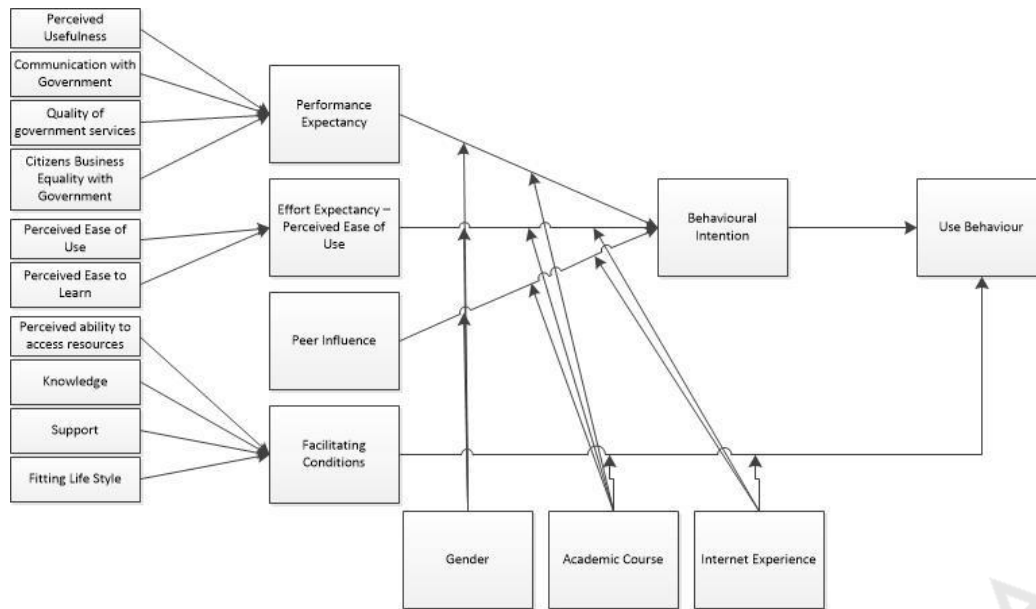 Perceived
Usefulness
Communication with
Government
Quality of
government services
Citizens Business
Equality with
Government
Perceived Ease of
Use
Perceived Ease to
Learn
Perceived ability to
access resources
Knowledge
Support
Fitting Life Style
Performance
Expectancy
Effort Expectancy –
Perceived Ease of
Use
Peer Influence
Facilitating
Conditions
Behavioural
Intention
Use Behaviour
Gender
Academic Course
Internet Experience